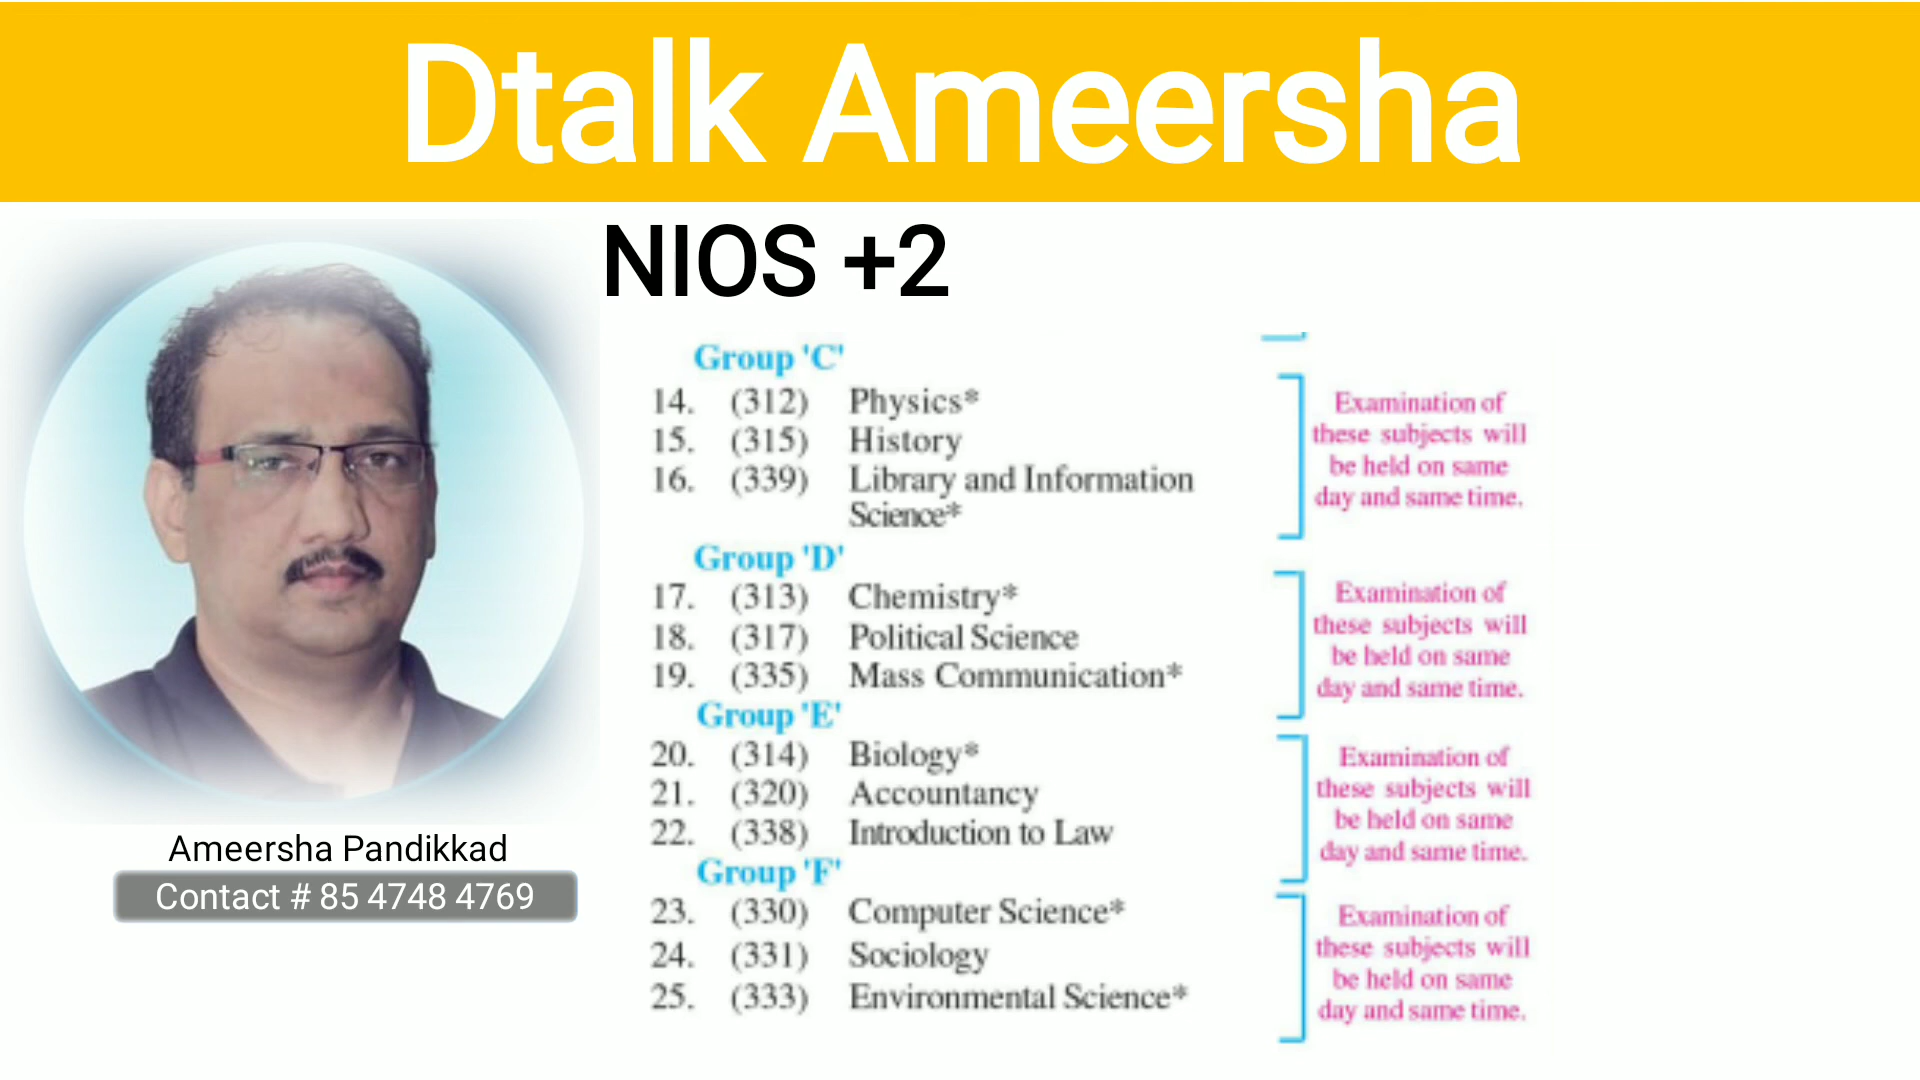 Dtalk Ameersha
NIOS +2
Group 'C'
14. (312) Physics*
15. (315) History
16. (339) Library and Information
Science*
Examination of
these subjects will
be held on same
day and same time.
Group 'D'
17. (313) Chemistry*
18. (317) Political Science
19. (335) Mass Communication*
Examination of
these subjects will
be held on same
day and same time.
Group 'E'
20. (314) Biology*
21. (320) Accountancy
22. (338) Introduction to Law
Examination of
these subjects will
be held on same
day and same time.
Group 'F'
23. (330) Computer Science*
24. (331) Sociology
25. (333) Environmental Science*
Examination of
these subjects will
be held on same
day and same time.
Ameersha Pandikkad
Contact # 85 4748 4769